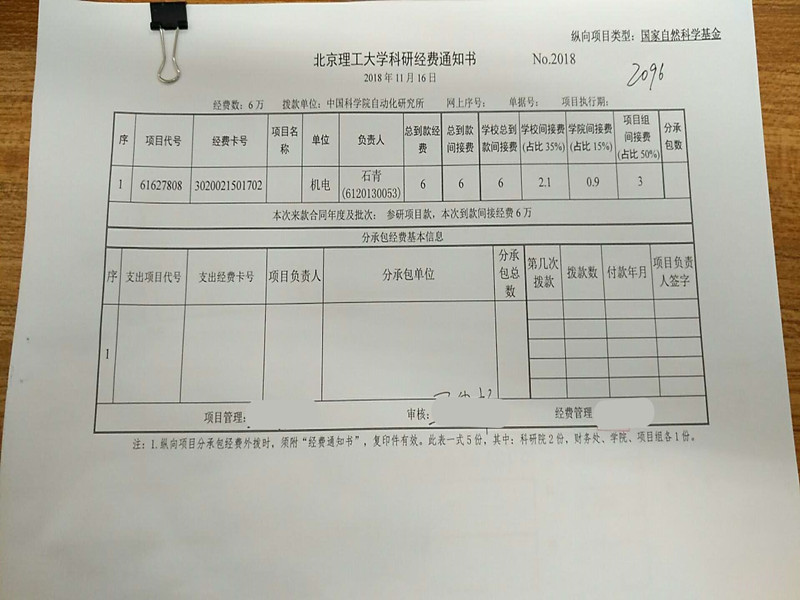 纵向项目类型：国家自然科学基金
北京理工大学科研经费通知书 No.2018
2096
2018年11月16日
经费数：6万 拨款单位：中国科学院自动化研究所 网上序号： 单据号： 项目执行期：
序 项目代号 经费卡号 项目名称 单位 负责人 总到款经费 总到款间接费 学校总到款间接费 学校间接费(占比35%) 学院间接费(占比15%) 项目组间接费(占比50%) 分承包数
1 61627808 3020021501702 机电 石青(6120130053) 6 6 6 2.1 0.9 3
本次来款合同年度及批次： 参研项目款，本次到款间接经费6万
分承包经费基本信息
序 支出项目代号 支出经费卡号 项目负责人 分承包单位 分承包总数 第几次拨款 拨款数 付款年月 项目负责人签字
1
项目管理： 审核： 经费管理
注：1.纵向项目分承包经费外拨时，须附“经费通知书”，复印件有效。此表一式5份，其中：科研院2份，财务处、学院、项目组各1份。